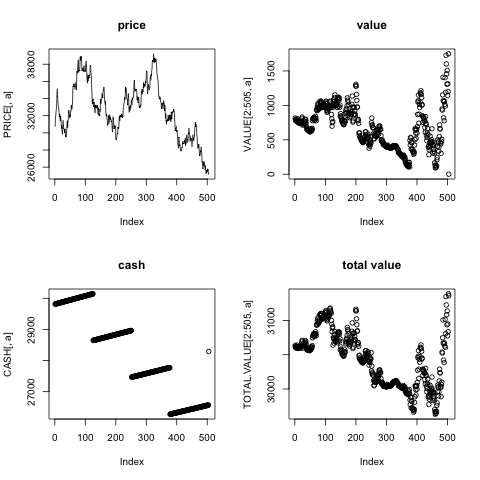 price
PRICE[, a]
26000
32000
38000
0
100
200
300
400
500
Index
value
VALUE[2:505, a]
0
500
1000
1500
0
100
200
300
400
500
Index
cash
CASH[, a]
27000
29000
0
100
200
300
400
500
Index
total value
TOTAL.VALUE[2:505, a]
30000
31000
0
100
200
300
400
500
Index